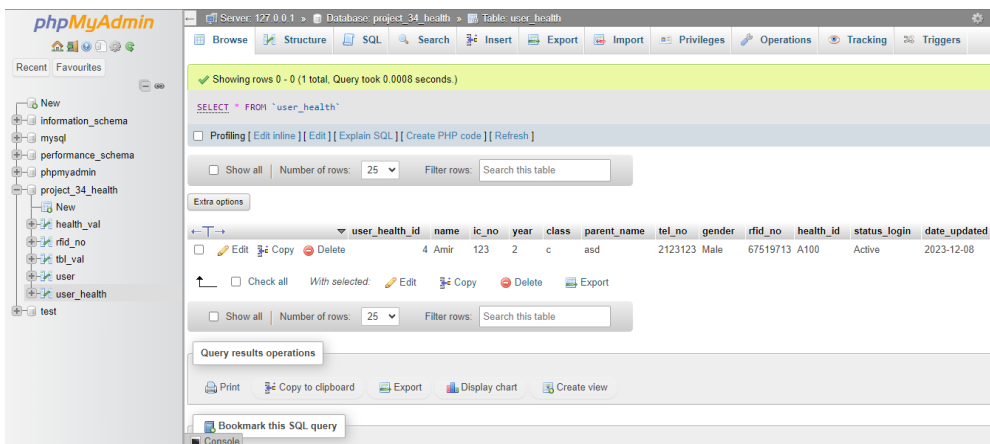 phpMyAdmin
Recent Favourites
New
information_schema
mysql
performance_schema
phpmyadmin
project_34_health
New
health_val
rfid_no
tbl_val
user
user_health
test
Server: 127.0.0.1 » Database: project_34_health » Table: user_health
Browse Structure SQL Search Insert Export Import Privileges Operations Tracking Triggers
Showing rows 0 - 0 (1 total, Query took 0.0008 seconds.)
SELECT * FROM `user_health`
Profiling [ Edit inline ] [ Edit ] [ Explain SQL ] [ Create PHP code ] [ Refresh ]
Show all | Number of rows: 25 Filter rows: Search this table
Extra options
←T→ user_health_id name ic_no year class parent_name tel_no gender rfid_no health_id status_login date_updated
Edit Copy Delete 4 Amir 123 2 c asd 2123123 Male 67519713 A100 Active 2023-12-08
Check all With selected: Edit Copy Delete Export
Show all | Number of rows: 25 Filter rows: Search this table
Query results operations
Print Copy to clipboard Export Display chart Create view
Bookmark this SQL query
Console